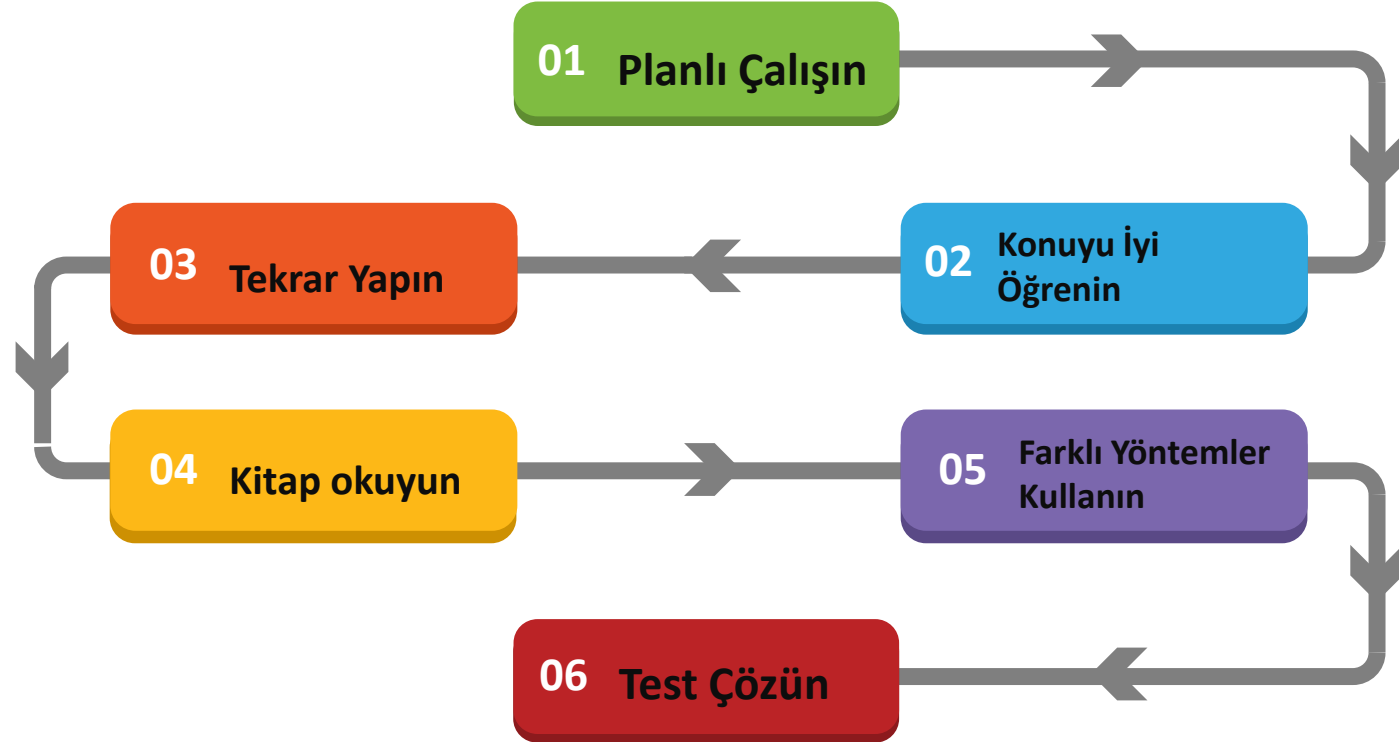 01 Planlı Çalışın
02 Konuyu İyi
Öğrenin
03 Tekrar Yapın
04 Kitap okuyun
05 Farklı Yöntemler
Kullanın
06 Test Çözün